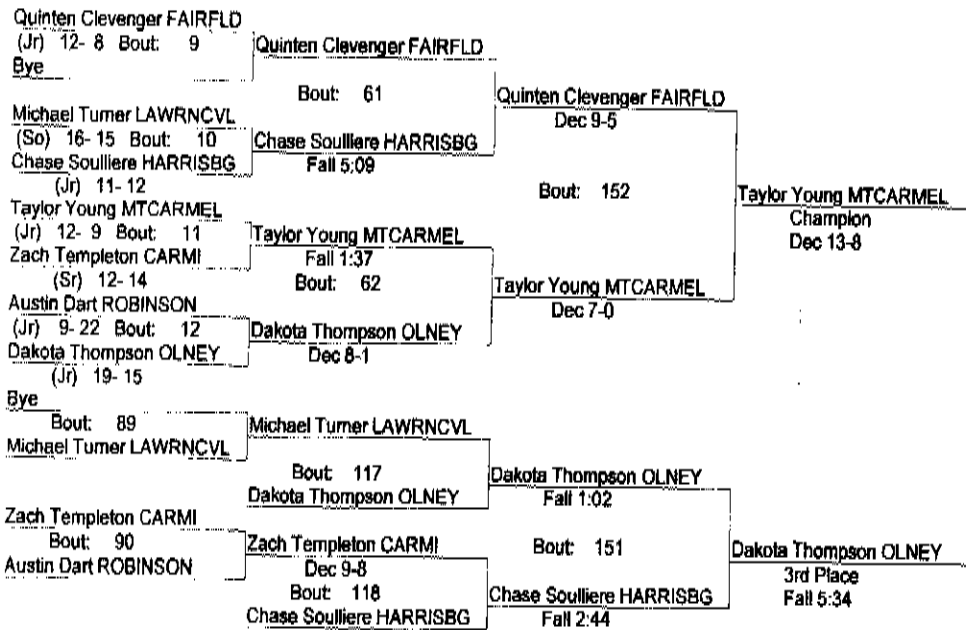 Quinten Clevenger FAIRFLD
(Jr) 12- 8 Bout: 9
Bye
Quinten Clevenger FAIRFLD
Bout: 61
Michael Turner LAWRNCVL
(So) 16- 15 Bout: 10
Chase Soulliere HARRISBG
(Jr) 11- 12
Chase Soulliere HARRISBG
Fall 5:09
Quinten Clevenger FAIRFLD
Dec 9-5
Bout: 152
Taylor Young MTCARMEL
(Jr) 12- 9 Bout: 11
Zach Templeton CARMI
(Sr) 12- 14
Taylor Young MTCARMEL
Fall 1:37
Bout: 62
Austin Dart ROBINSON
(Jr) 9- 22 Bout: 12
Dakota Thompson OLNEY
(Jr) 19- 15
Dakota Thompson OLNEY
Dec 8-1
Taylor Young MTCARMEL
Dec 7-0
Taylor Young MTCARMEL
Champion
Dec 13-8
Bye
Bout: 89
Michael Turner LAWRNCVL
Michael Turner LAWRNCVL
Bout: 117
Dakota Thompson OLNEY
Dakota Thompson OLNEY
Fall 1:02
Bout: 151
Zach Templeton CARMI
Bout: 90
Austin Dart ROBINSON
Zach Templeton CARMI
Dec 9-8
Bout: 118
Chase Soulliere HARRISBG
Chase Soulliere HARRISBG
Fall 2:44
Dakota Thompson OLNEY
3rd Place
Fall 5:34